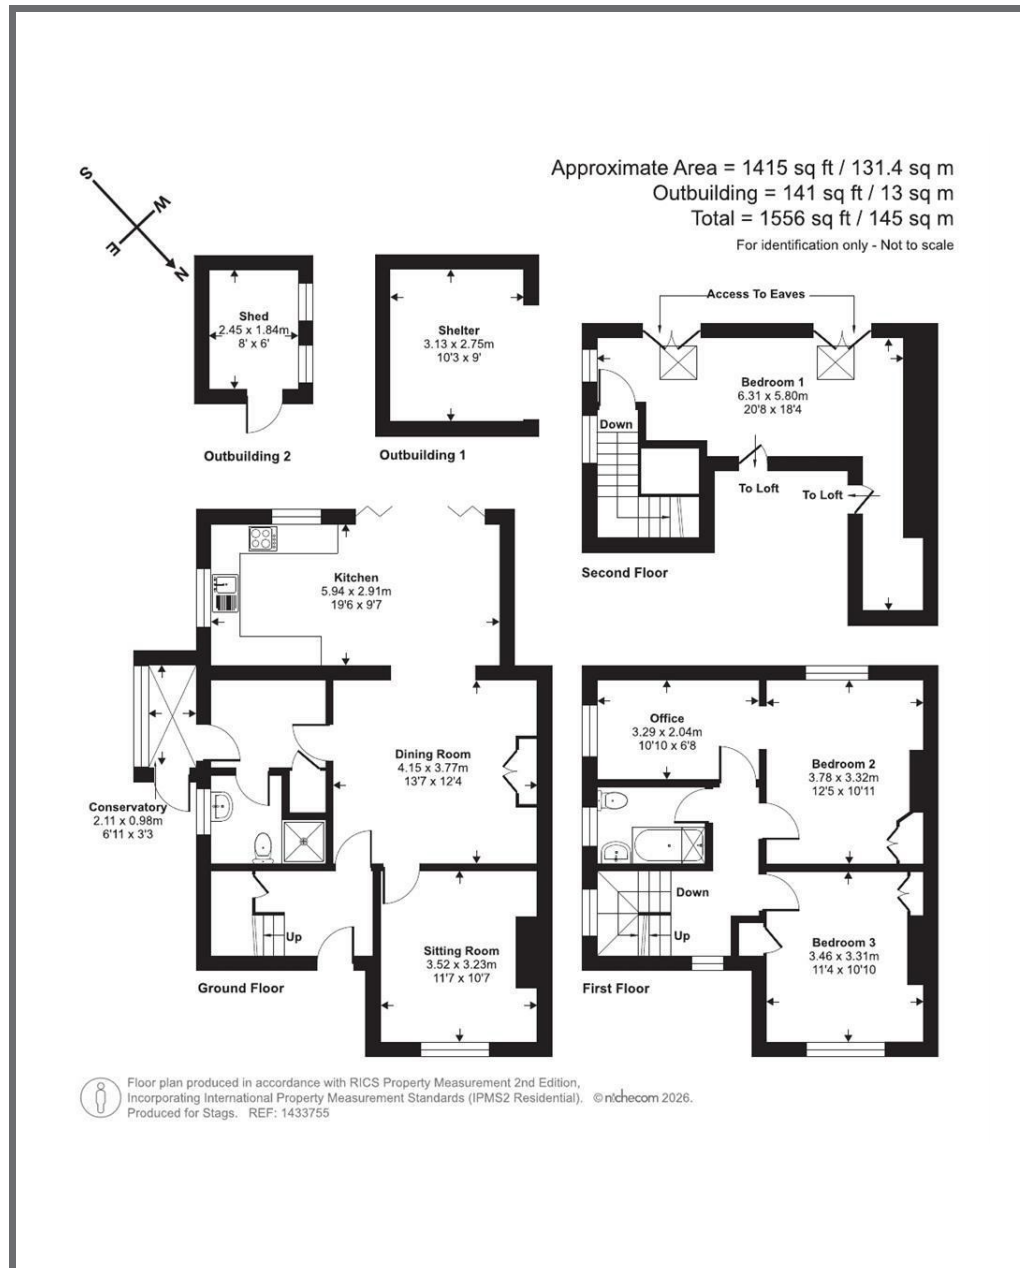 Approximate Area = 1415 sq ft / 131.4 sq m
Outbuilding = 141 sq ft / 13 sq m
Total = 1556 sq ft / 145 sq m
For identification only - Not to scale
S
W
E
N
Shed
2.45 x 1.84m
8' x 6'
Outbuilding 2
Shelter
3.13 x 2.75m
10'3 x 9'
Outbuilding 1
Access To Eaves
Bedroom 1
6.31 x 5.80m
20'8 x 18'4
Down
To Loft
To Loft
Second Floor
Kitchen
5.94 x 2.91m
19'6 x 9'7
Dining Room
4.15 x 3.77m
13'7 x 12'4
Conservatory
2.11 x 0.98m
6'11 x 3'3
Up
Sitting Room
3.52 x 3.23m
11'7 x 10'7
Ground Floor
Office
3.29 x 2.04m
10'10 x 6'8
Bedroom 2
3.78 x 3.32m
12'5 x 10'11
Down
Up
Bedroom 3
3.46 x 3.31m
11'4 x 10'10
First Floor
Floor plan produced in accordance with RICS Property Measurement 2nd Edition,
Incorporating International Property Measurement Standards (IPMS2 Residential). © nichecom 2026.
Produced for Stags. REF: 1433755